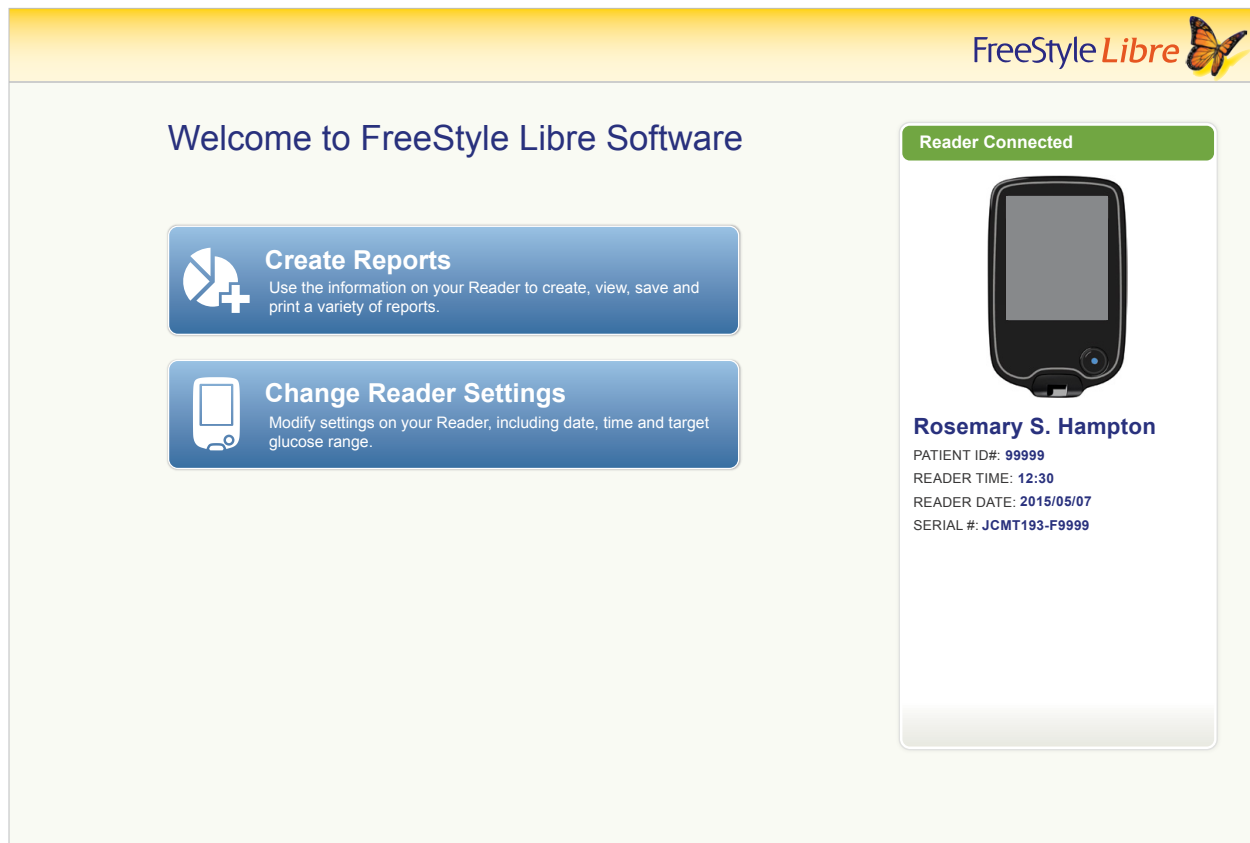 FreeStyle Libre
Welcome to FreeStyle Libre Software
Create Reports
Use the information on your Reader to create, view, save and
print a variety of reports.
Change Reader Settings
Modify settings on your Reader, including date, time and target
glucose range.
Reader Connected
Rosemary S. Hampton
PATIENT ID#: 99999
READER TIME: 12:30
READER DATE: 2015/05/07
SERIAL #: JCMT193-F9999